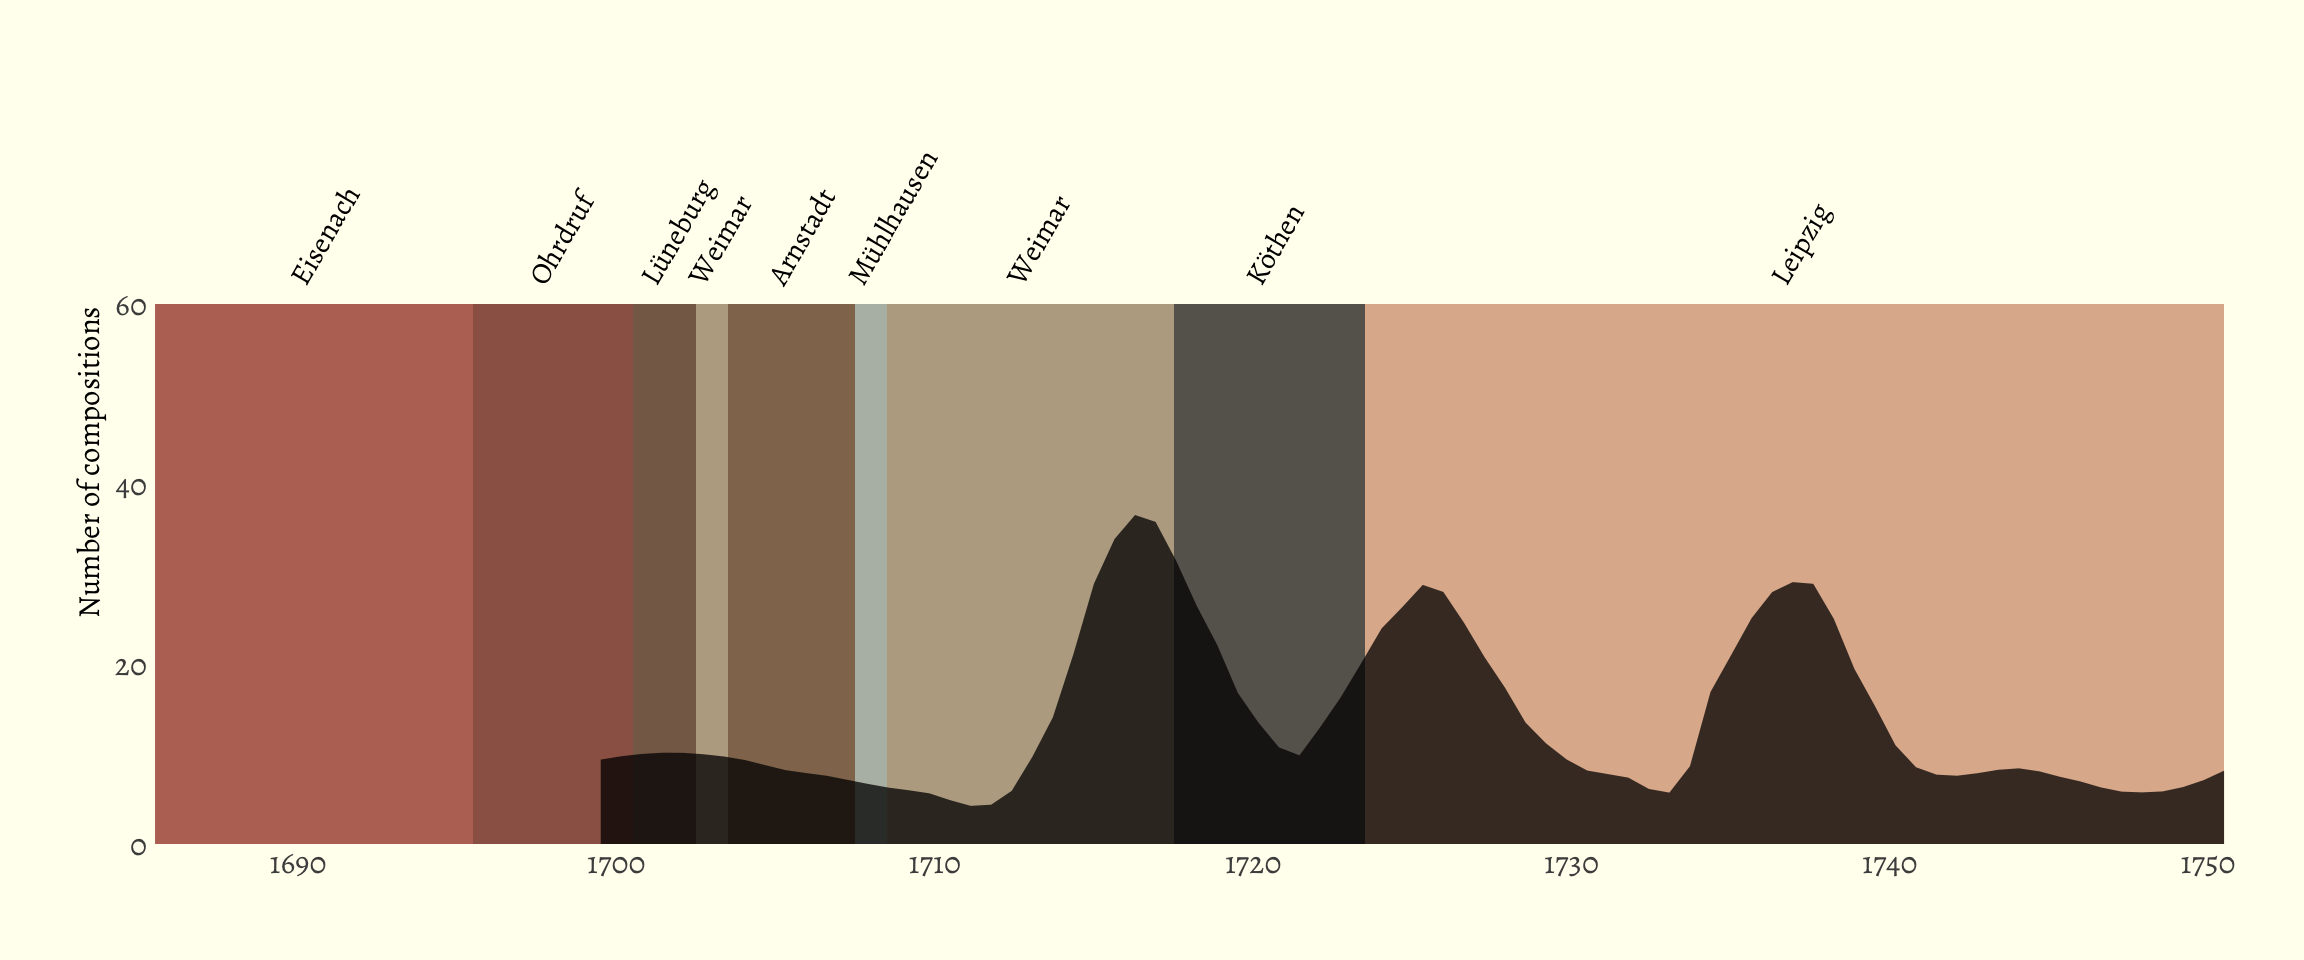 Eisenach
Ohrdruf
Lüneburg
Weimar
Arnstadt
Mühlhausen
Weimar
Köthen
Leipzig
Number of compositions
60
40
20
0
1690 1700 1710 1720 1730 1740 1750